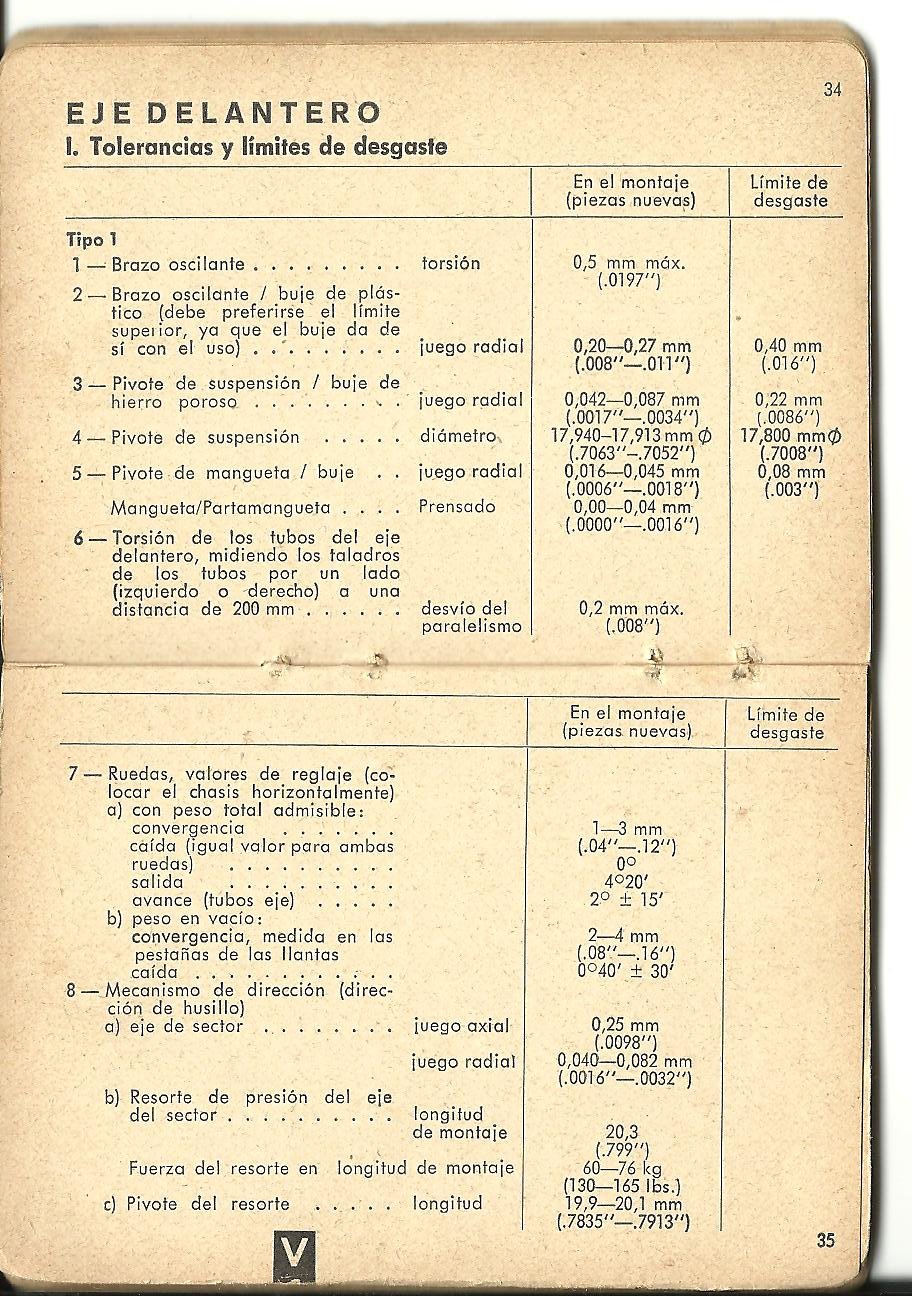 34
EJE DELANTERO
I. Tolerancias y límites de desgaste
En el montaje
(piezas nuevas)
Límite de
desgaste
Tipo 1
1 — Brazo oscilante . . . . . . . . . torsión 0,5 mm máx.
(.0197″)
2 — Brazo oscilante / buje de plás-
tico (debe preferirse el límite
superior, ya que el buje da de
sí con el uso) . . . . . . . . . juego radial 0,20—0,27 mm 0,40 mm
(.008″—.011″) (.016″)
3 — Pivote de suspensión / buje de
hierro poroso . . . . . . . . . juego radial 0,042—0,087 mm 0,22 mm
(.0017″—.0034″) (.0086″)
4 — Pivote de suspensión . . . . . diámetro 17,940–17,913 mm ϕ 17,800 mmϕ
(.7063″–.7052″) (.7008″)
5 — Pivote de mangueta / buje . . juego radial 0,016—0,045 mm 0,08 mm
(.0006″—.0018″) (.003″)
Mangueta/Partamangueta . . . . Prensado 0,00—0,04 mm
(.0000″—.0016″)
6 — Torsión de los tubos del eje
delantero, midiendo los taladros
de los tubos por un lado
(izquierdo o derecho) a una
distancia de 200 mm . . . . . . desvío del 0,2 mm máx.
paralelismo (.008″)
En el montaje
(piezas nuevas)
Límite de
desgaste
7 — Ruedas, valores de reglaje (co-
locar el chasis horizontalmente)
a) con peso total admisible:
convergencia . . . . . . . 1—3 mm
caída (igual valor para ambas (.04″—.12″)
ruedas) . . . . . . . . . . 0º
salida . . . . . . . . . . 4º20′
avance (tubos eje) . . . . . 2º ± 15′
b) peso en vacío:
convergencia, medida en las 2—4 mm
pestañas de las llantas (.08″—.16″)
caída . . . . . . . . . . . . 0º40′ ± 30′
8 — Mecanismo de dirección (direc-
ción de husillo)
a) eje de sector . . . . . . . . juego axial 0,25 mm
(.0098″)
juego radial 0,040—0,082 mm
(.0016″—.0032″)
b) Resorte de presión del eje
del sector . . . . . . . . . . longitud
de montaje 20,3
(.799″)
Fuerza del resorte en longitud de montaje 60—76 kg
(130—165 lbs.)
c) Pivote del resorte . . . . . longitud 19,9—20,1 mm
(.7835″—.7913″)
V
35